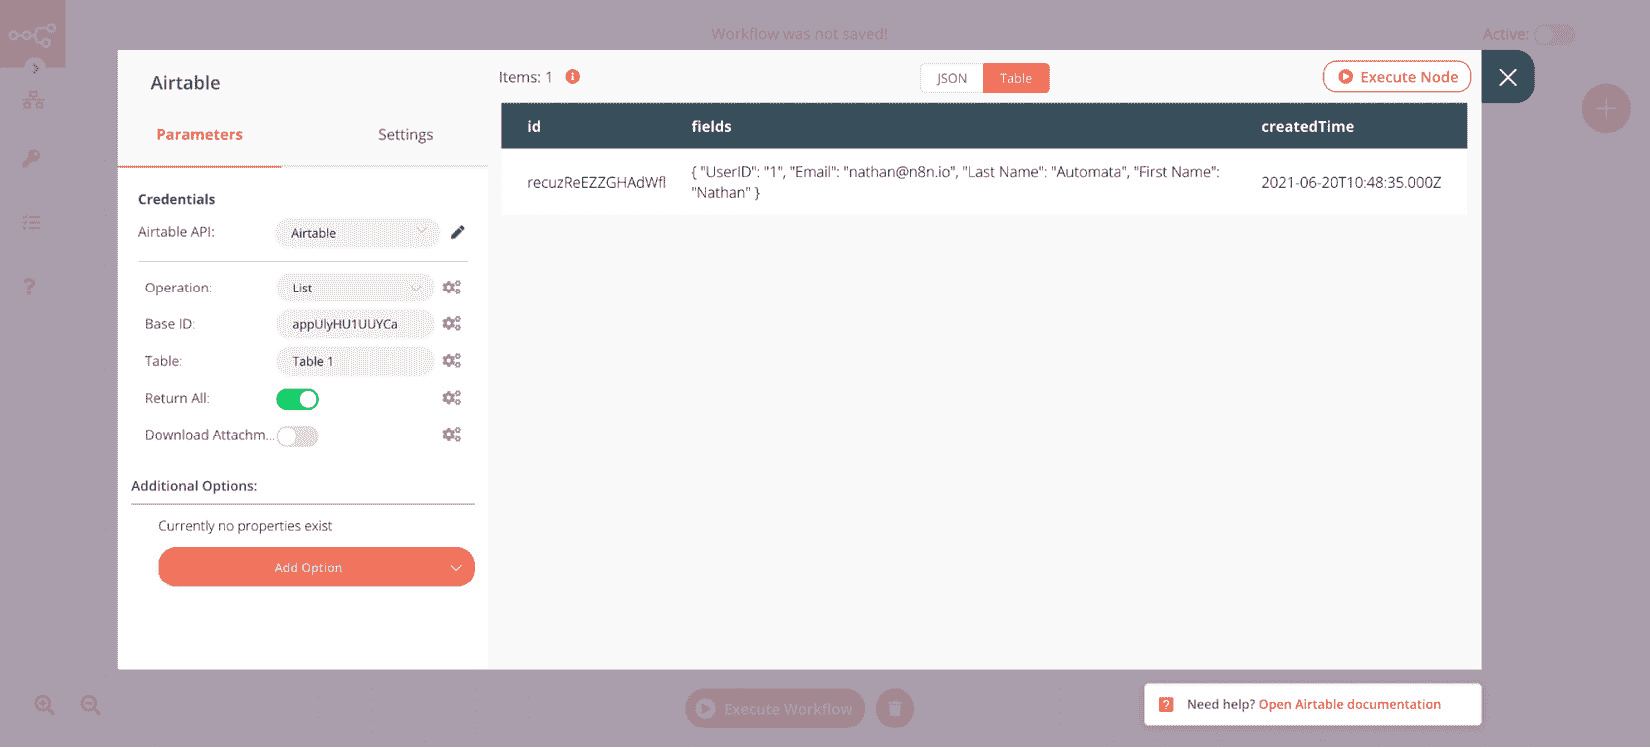 Workflow was not saved!
Active:
Airtable
Parameters
Settings
Credentials
Airtable API:
Airtable
Operation:
List
Base ID:
appUlyHU1UUYCa
Table:
Table 1
Return All:
Download Attachm...
Additional Options:
Currently no properties exist
Add Option
Items: 1
JSON
Table
Execute Node
id
fields
createdTime
recuzReEZZGHAdWfl
{ "UserID": "1", "Email": "nathan@n8n.io", "Last Name": "Automata", "First Name":
"Nathan" }
2021-06-20T10:48:35.000Z
Execute Workflow
Need help? Open Airtable documentation